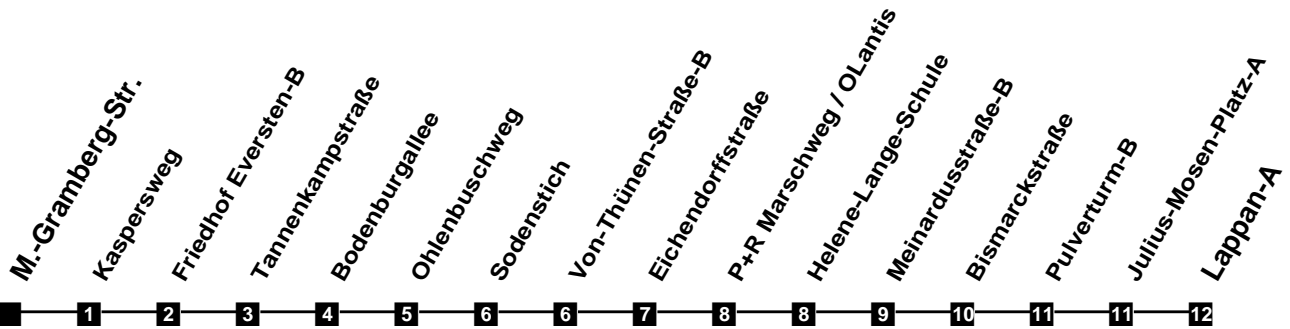 M.-Gramberg-Str.
Kaspersweg
Friedhof Eversten-B
Tannenkampstraße
Bodenburgallee
Ohlenbuschweg
Sodenstich
Von-Thünen-Straße-B
Eichendorffstraße
P+R Marschweg / OLantis
Helene-Lange-Schule
Meinardusstraße-B
Bismarckstraße
Pulverturm-B
Julius-Mosen-Platz-A
Lappan-A
1 2 3 4 5 6 6 7 8 8 9 10 11 11 12